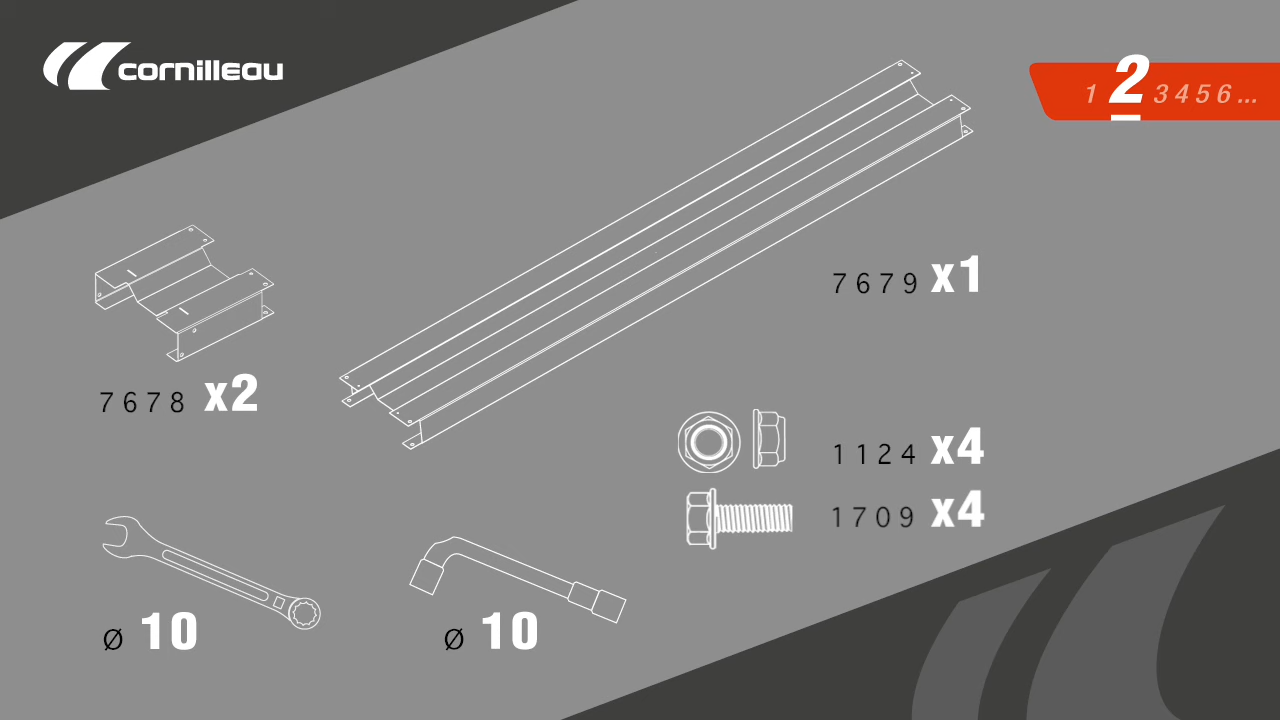 cornilleau
1 2 3 4 5 6 ...
7679 x1
7678 x2
1124 x4
1709 x4
Ø 10
Ø 10